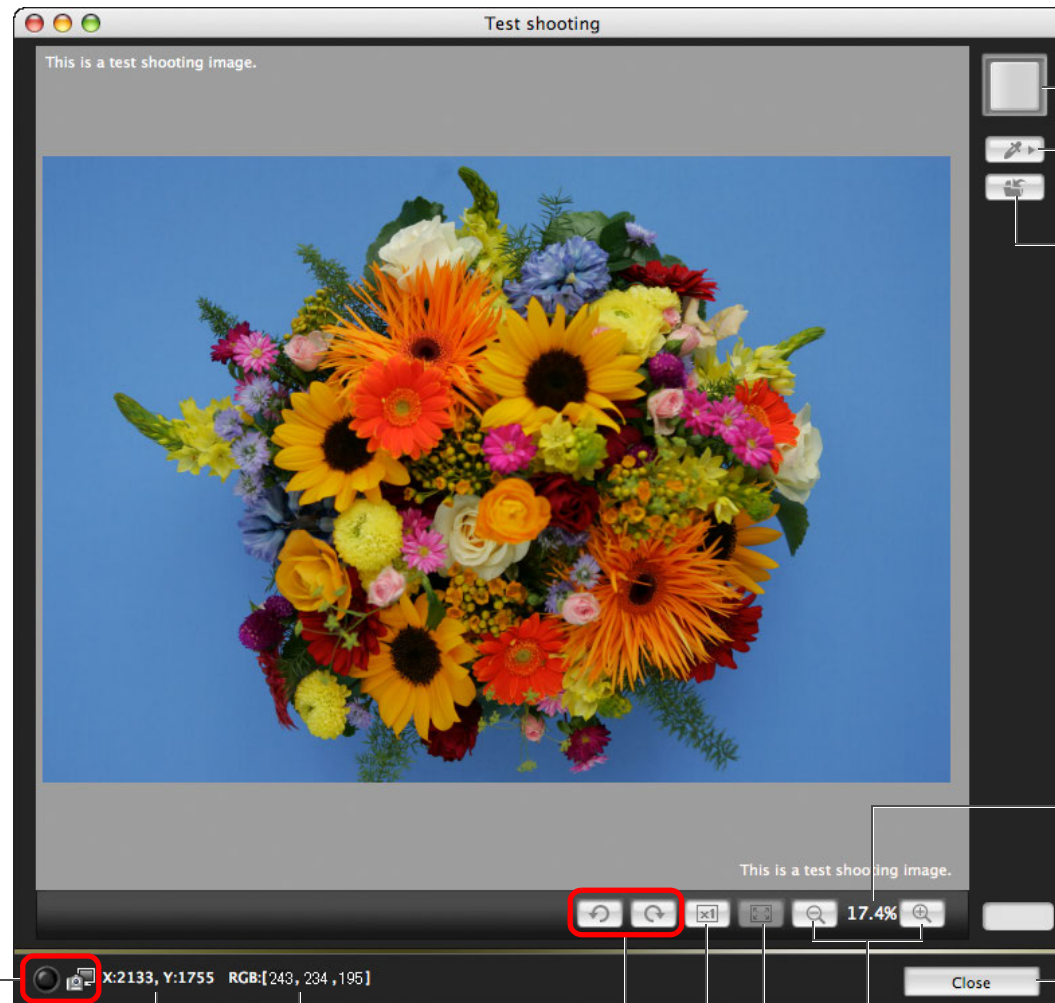 Test shooting
This is a test shooting image.
This is a test shooting image.
x1
17.4%
X:2133, Y:1755 RGB:[243, 234 ,195]
Close